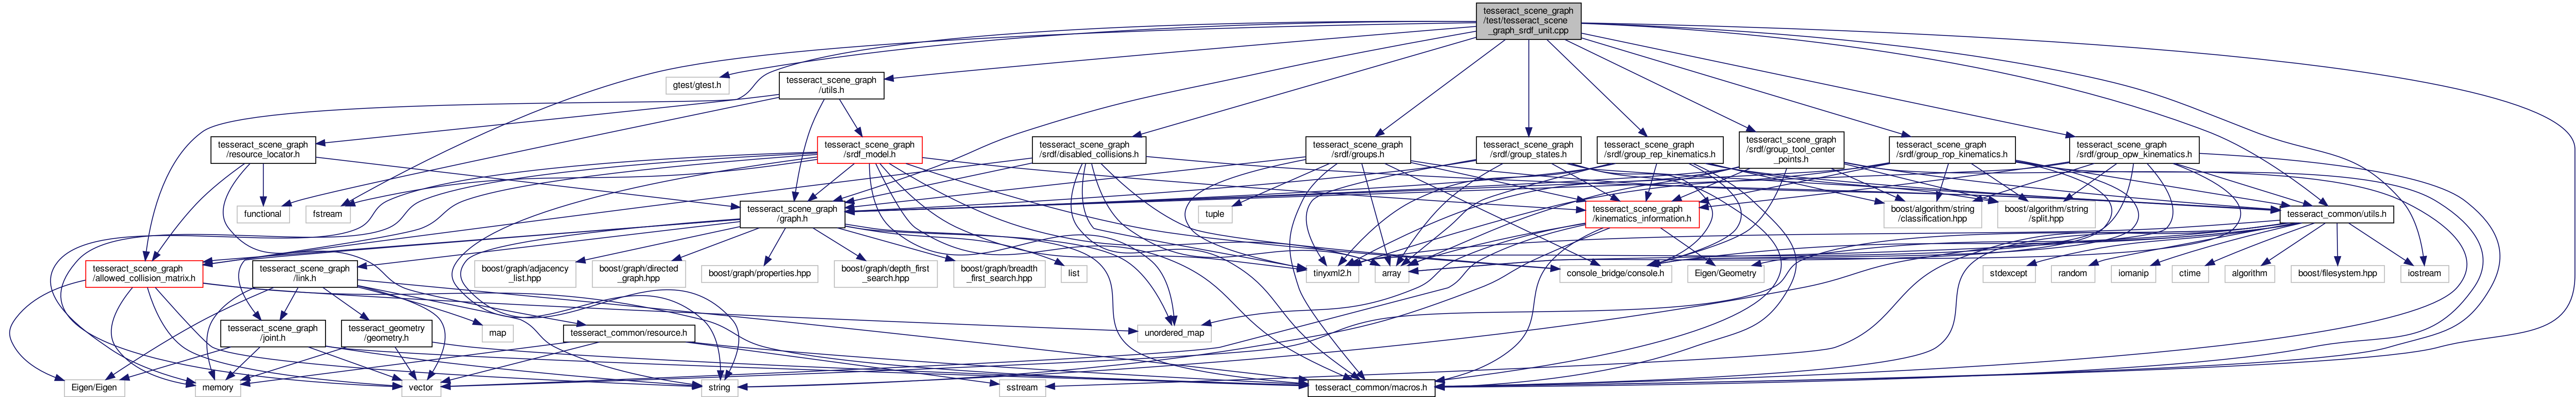 tesseract_scene_graph
/test/tesseract_scene
_graph_srdf_unit.cpp
gtest/gtest.h
tesseract_scene_graph
/utils.h
tesseract_scene_graph
/resource_locator.h
tesseract_scene_graph
/srdf_model.h
tesseract_scene_graph
/srdf/disabled_collisions.h
tesseract_scene_graph
/srdf/groups.h
tesseract_scene_graph
/srdf/group_states.h
tesseract_scene_graph
/srdf/group_rep_kinematics.h
tesseract_scene_graph
/srdf/group_tool_center
_points.h
tesseract_scene_graph
/srdf/group_rop_kinematics.h
tesseract_scene_graph
/srdf/group_opw_kinematics.h
functional
fstream
tesseract_scene_graph
/graph.h
tuple
tesseract_scene_graph
/kinematics_information.h
boost/algorithm/string
/classification.hpp
boost/algorithm/string
/split.hpp
tesseract_common/utils.h
tesseract_scene_graph
/allowed_collision_matrix.h
tesseract_scene_graph
/link.h
boost/graph/adjacency
_list.hpp
boost/graph/directed
_graph.hpp
boost/graph/properties.hpp
boost/graph/depth_first
_search.hpp
boost/graph/breadth
_first_search.hpp
list
tinyxml2.h
array
console_bridge/console.h
Eigen/Geometry
stdexcept
random
iomanip
ctime
algorithm
boost/filesystem.hpp
iostream
tesseract_scene_graph
/joint.h
tesseract_geometry
/geometry.h
map
tesseract_common/resource.h
unordered_map
Eigen/Eigen
memory
vector
string
sstream
tesseract_common/macros.h